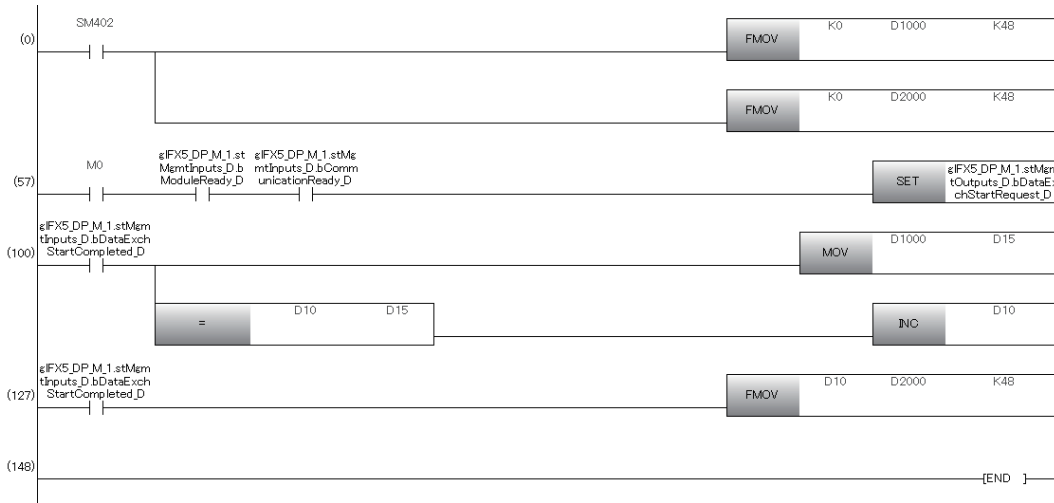 SM402
(0)
FMOV
K0
D1000
K48
FMOV
K0
D2000
K48
(57)
M0
gIFX5_DP_M_1.st
MgmtInputs_D.b
ModuleReady_D
gIFX5_DP_M_1.stMg
mtInputs_D.bComm
unicationReady_D
SET
gIFX5_DP_M_1.stMgm
tOutputs_D.bDataEx
chStartRequest_D
(100)
gIFX5_DP_M_1.stMgm
tInputs_D.bDataExch
StartCompleted_D
MOV
D1000
D15
=
D10
D15
INC
D10
(127)
gIFX5_DP_M_1.stMgm
tInputs_D.bDataExch
StartCompleted_D
FMOV
D10
D2000
K48
(148)
[END ]